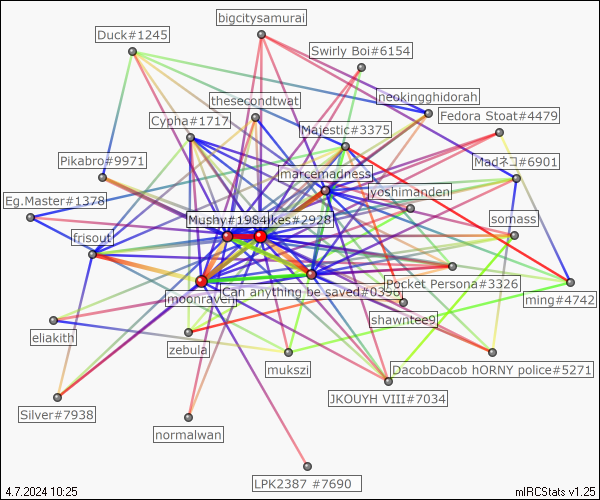 bigcitysamurai
Duck#1245
Swirly Boi#6154
neokingghidorah
thesecondtwat
Fedora Stoat#4479
Cypha#1717
Majestic#3375
Pikabro#9971
Madネコ#6901
marcemadness
Eg.Master#1378
yoshimanden
Mushy#1984
kes#2928
somass
frisout
Pocket Persona#3326
moonraven
Can anything be saved#0398
ming#4742
shawntee9
eliakith
zebula
mukszi
DacobDacob hORNY police#5271
JKOUYH VIII#7034
Silver#7938
normalwan
LPK2387 #7690
4.7.2024 10:25
mIRCStats v1.25